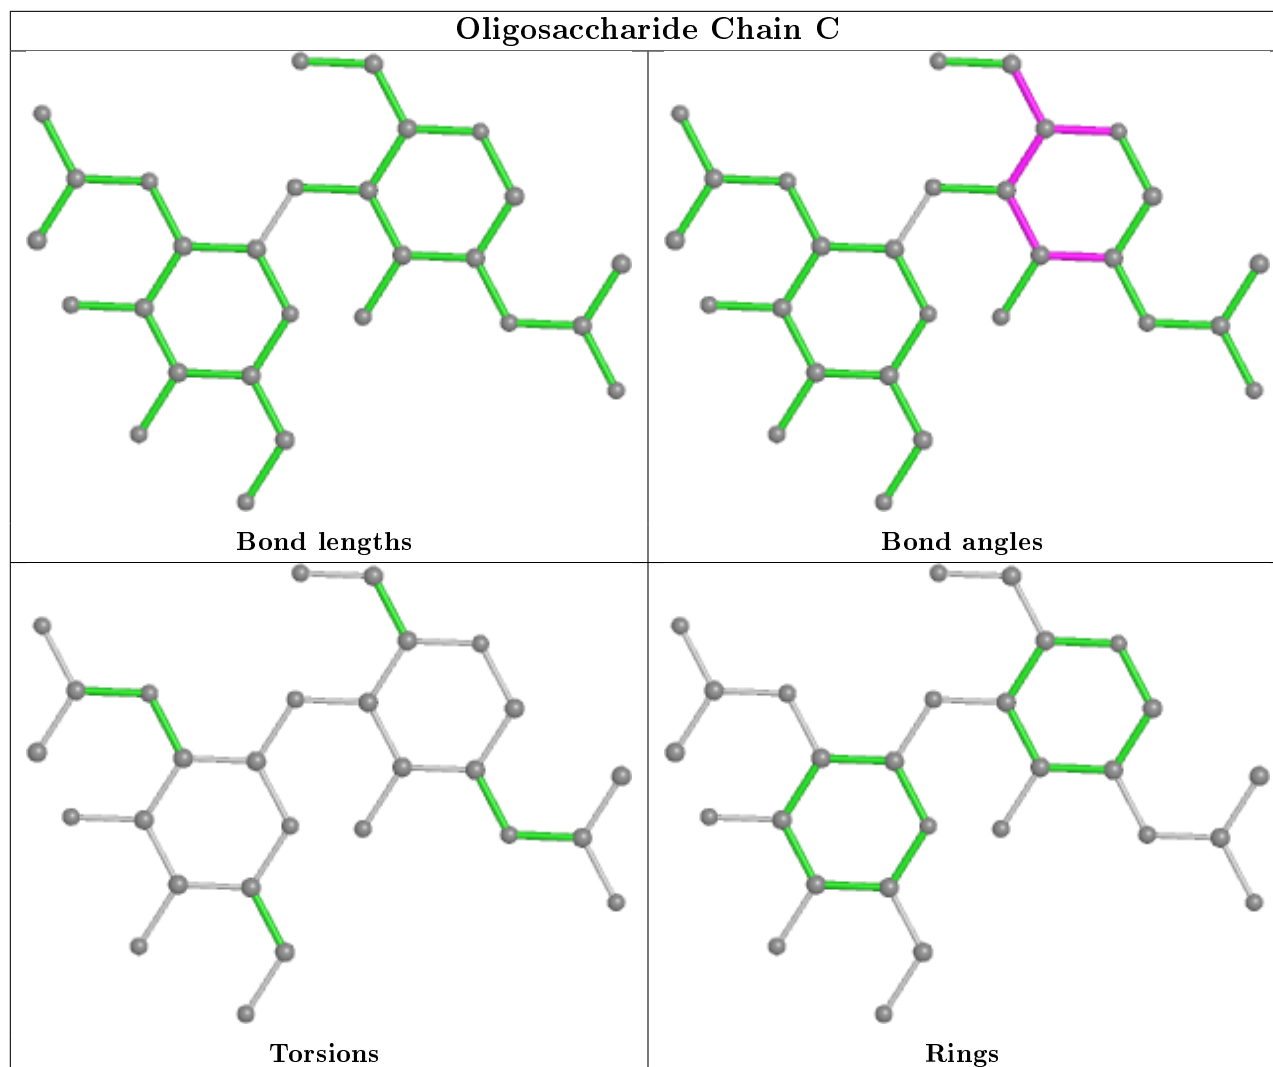 Oligosaccharide Chain C
Bond lengths
Bond angles
Torsions
Rings